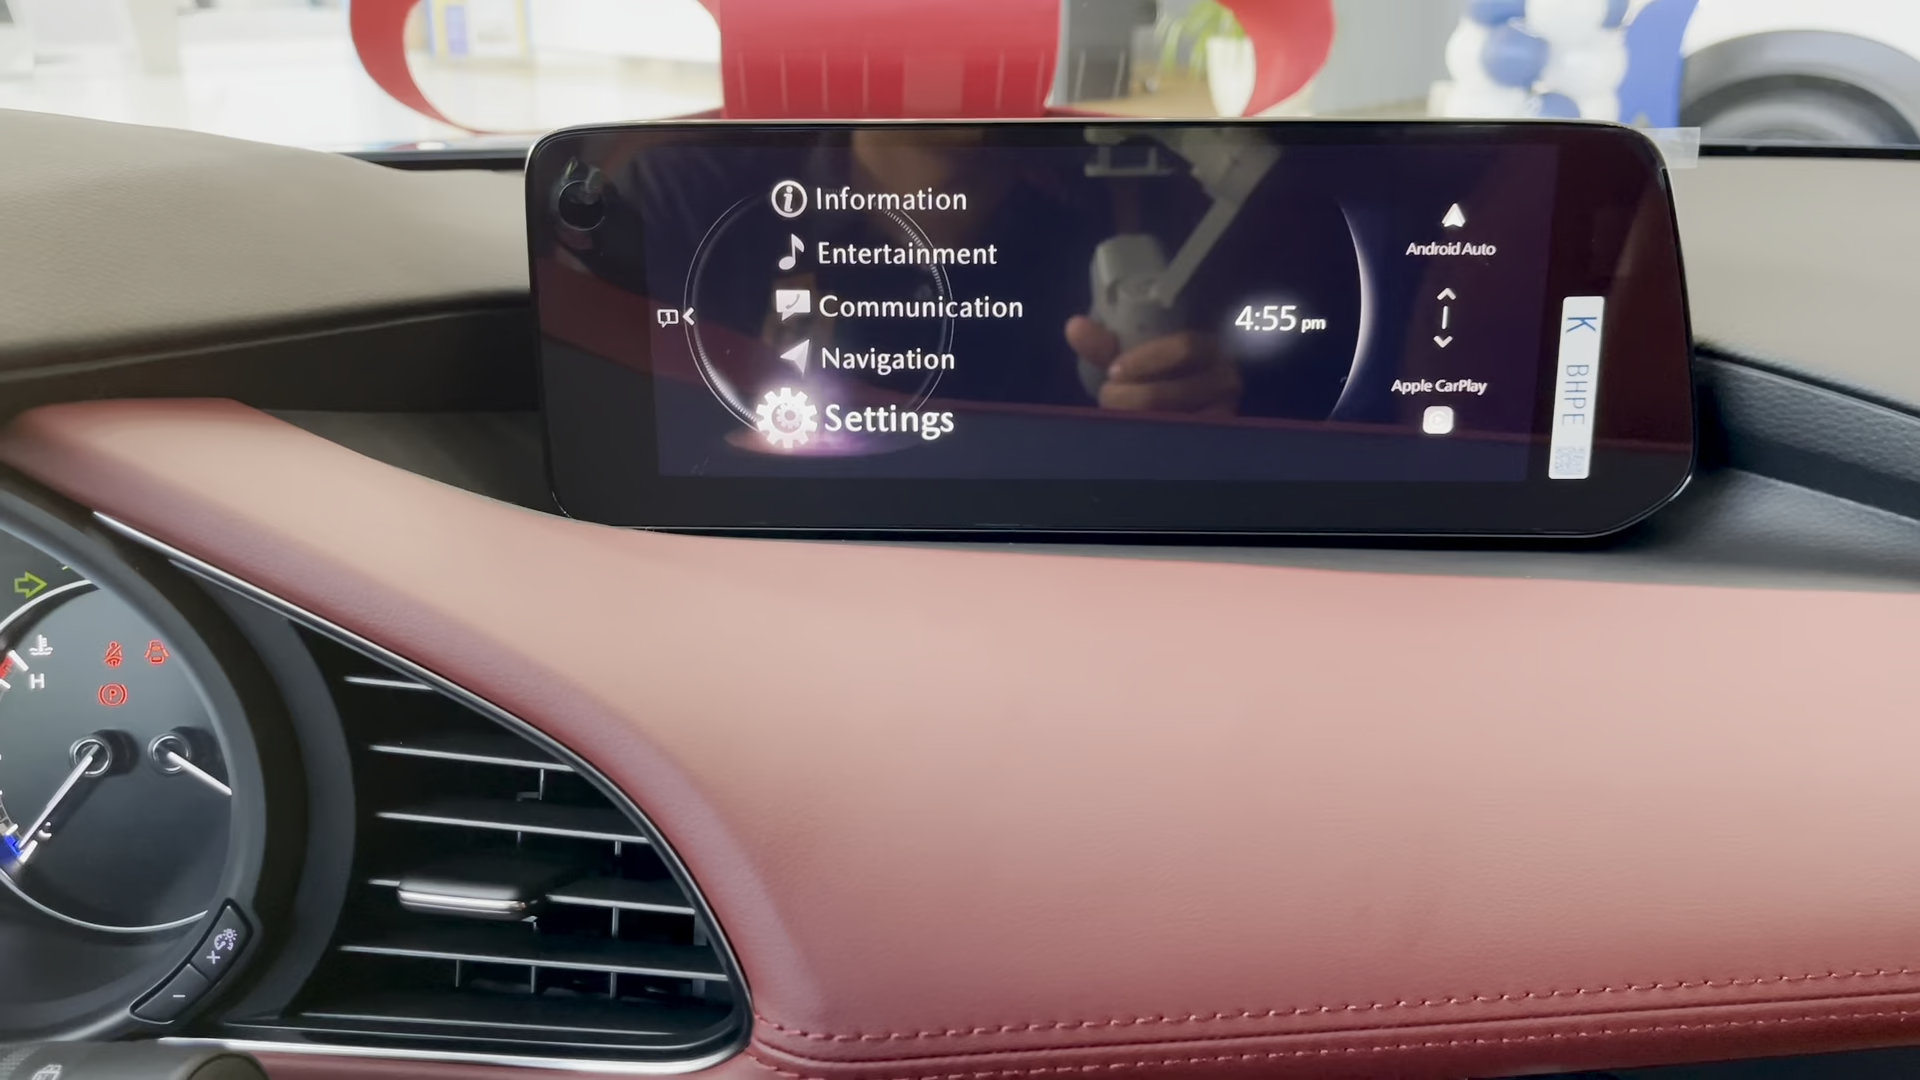 Information
Entertainment
Communication
Navigation
Settings
4:55 pm
Android Auto
Apple CarPlay
K BHPE
H
C